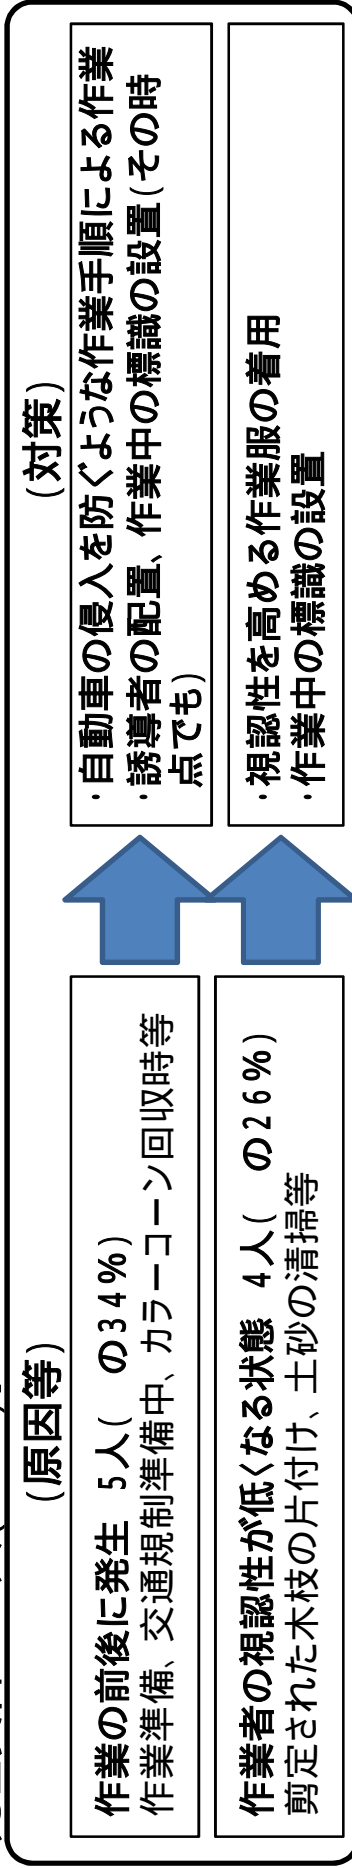 (原因等)
作業の前後に発生 5人( の34%)
作業準備、交通規制準備中、カラーコーン回収時等
作業者の視認性が低くなる状態 4人( の26%)
剪定された木枝の片付け、土砂の清掃等
(対策)
・自動車の侵入を防ぐような作業手順による作業
・誘導者の配置、作業中の標識の設置(その時
点でも)
・視認性を高める作業服の着用
・作業中の標識の設置